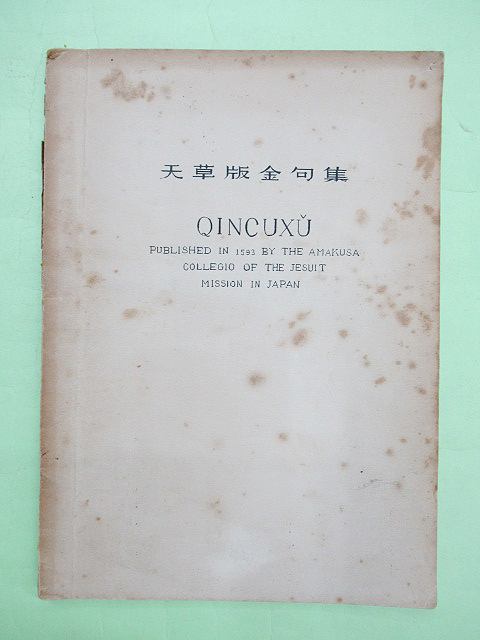 天草版金句集
QINCUXǓ
PUBLISHED IN 1593 BY THE AMAKUSA
COLLEGIO OF THE JESUIT
MISSION IN JAPAN